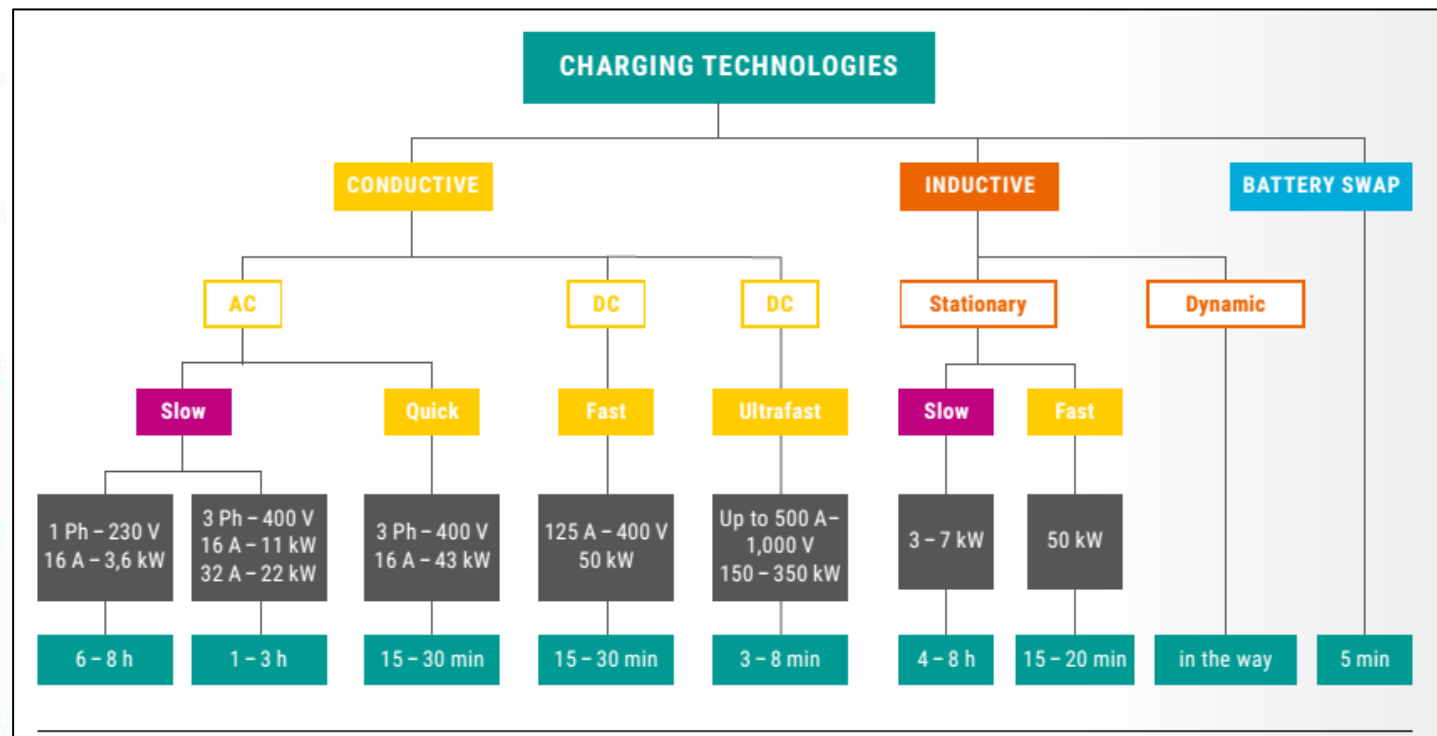 CHARGING TECHNOLOGIES
CONDUCTIVE
INDUCTIVE
BATTERY SWAP
AC
DC
DC
Stationary
Dynamic
Slow
Quick
Fast
Ultrafast
Slow
Fast
1 Ph – 230 V
16 A – 3,6 kW
3 Ph – 400 V
16 A – 11 kW
32 A – 22 kW
3 Ph – 400 V
16 A – 43 kW
125 A – 400 V
50 kW
Up to 500 A–
1,000 V
150 – 350 kW
3 – 7 kW
50 kW
6 – 8 h
1 – 3 h
15 – 30 min
15 – 30 min
3 – 8 min
4 – 8 h
15 – 20 min
in the way
5 min